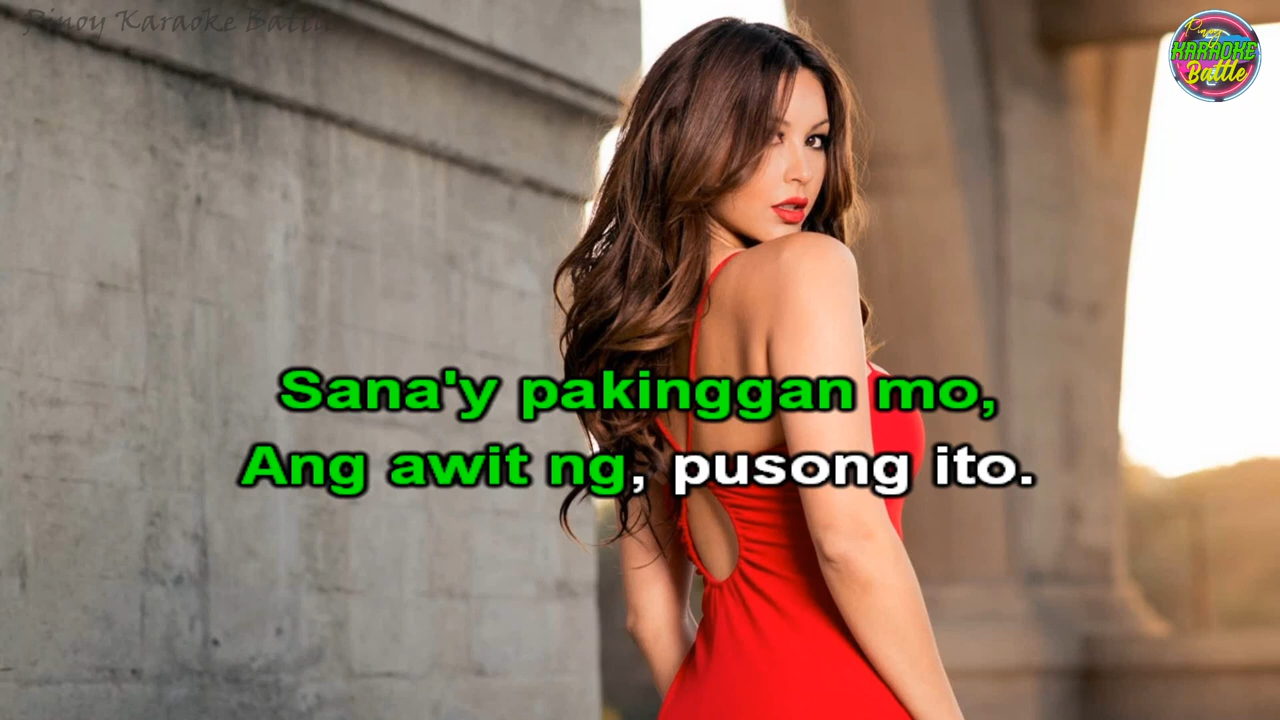 Pinoy Karaoke Battle
Pinoy
KARAOKE
Battle
Sana'y pakinggan mo,
Ang awit ng, pusong ito.